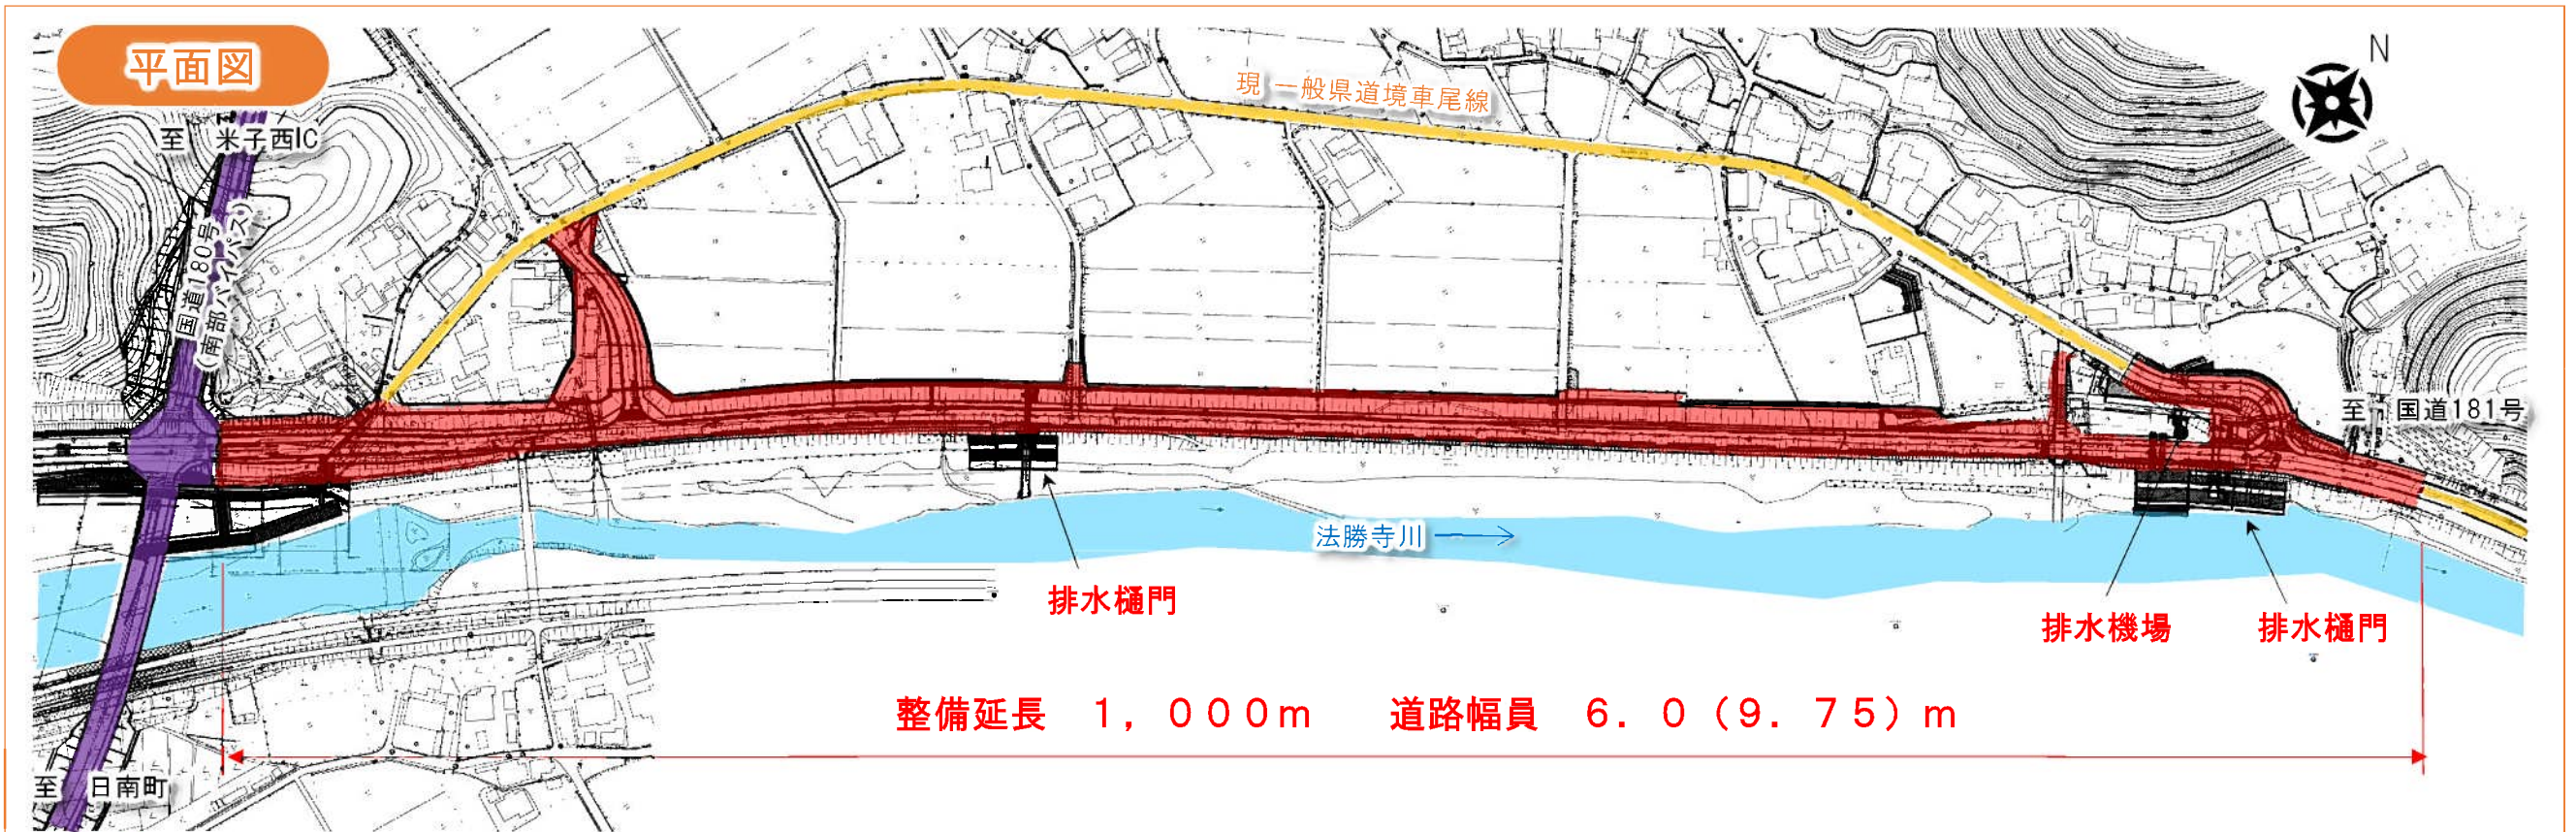 平面図
N
現 一般県道境車尾線
至 米子西IC
国道180号
(南部バイパス)
至 国道181号
法勝寺川
排水樋門
排水機場
排水樋門
整備延長 1,000m 道路幅員 6.0(9.75)m
至 日南町